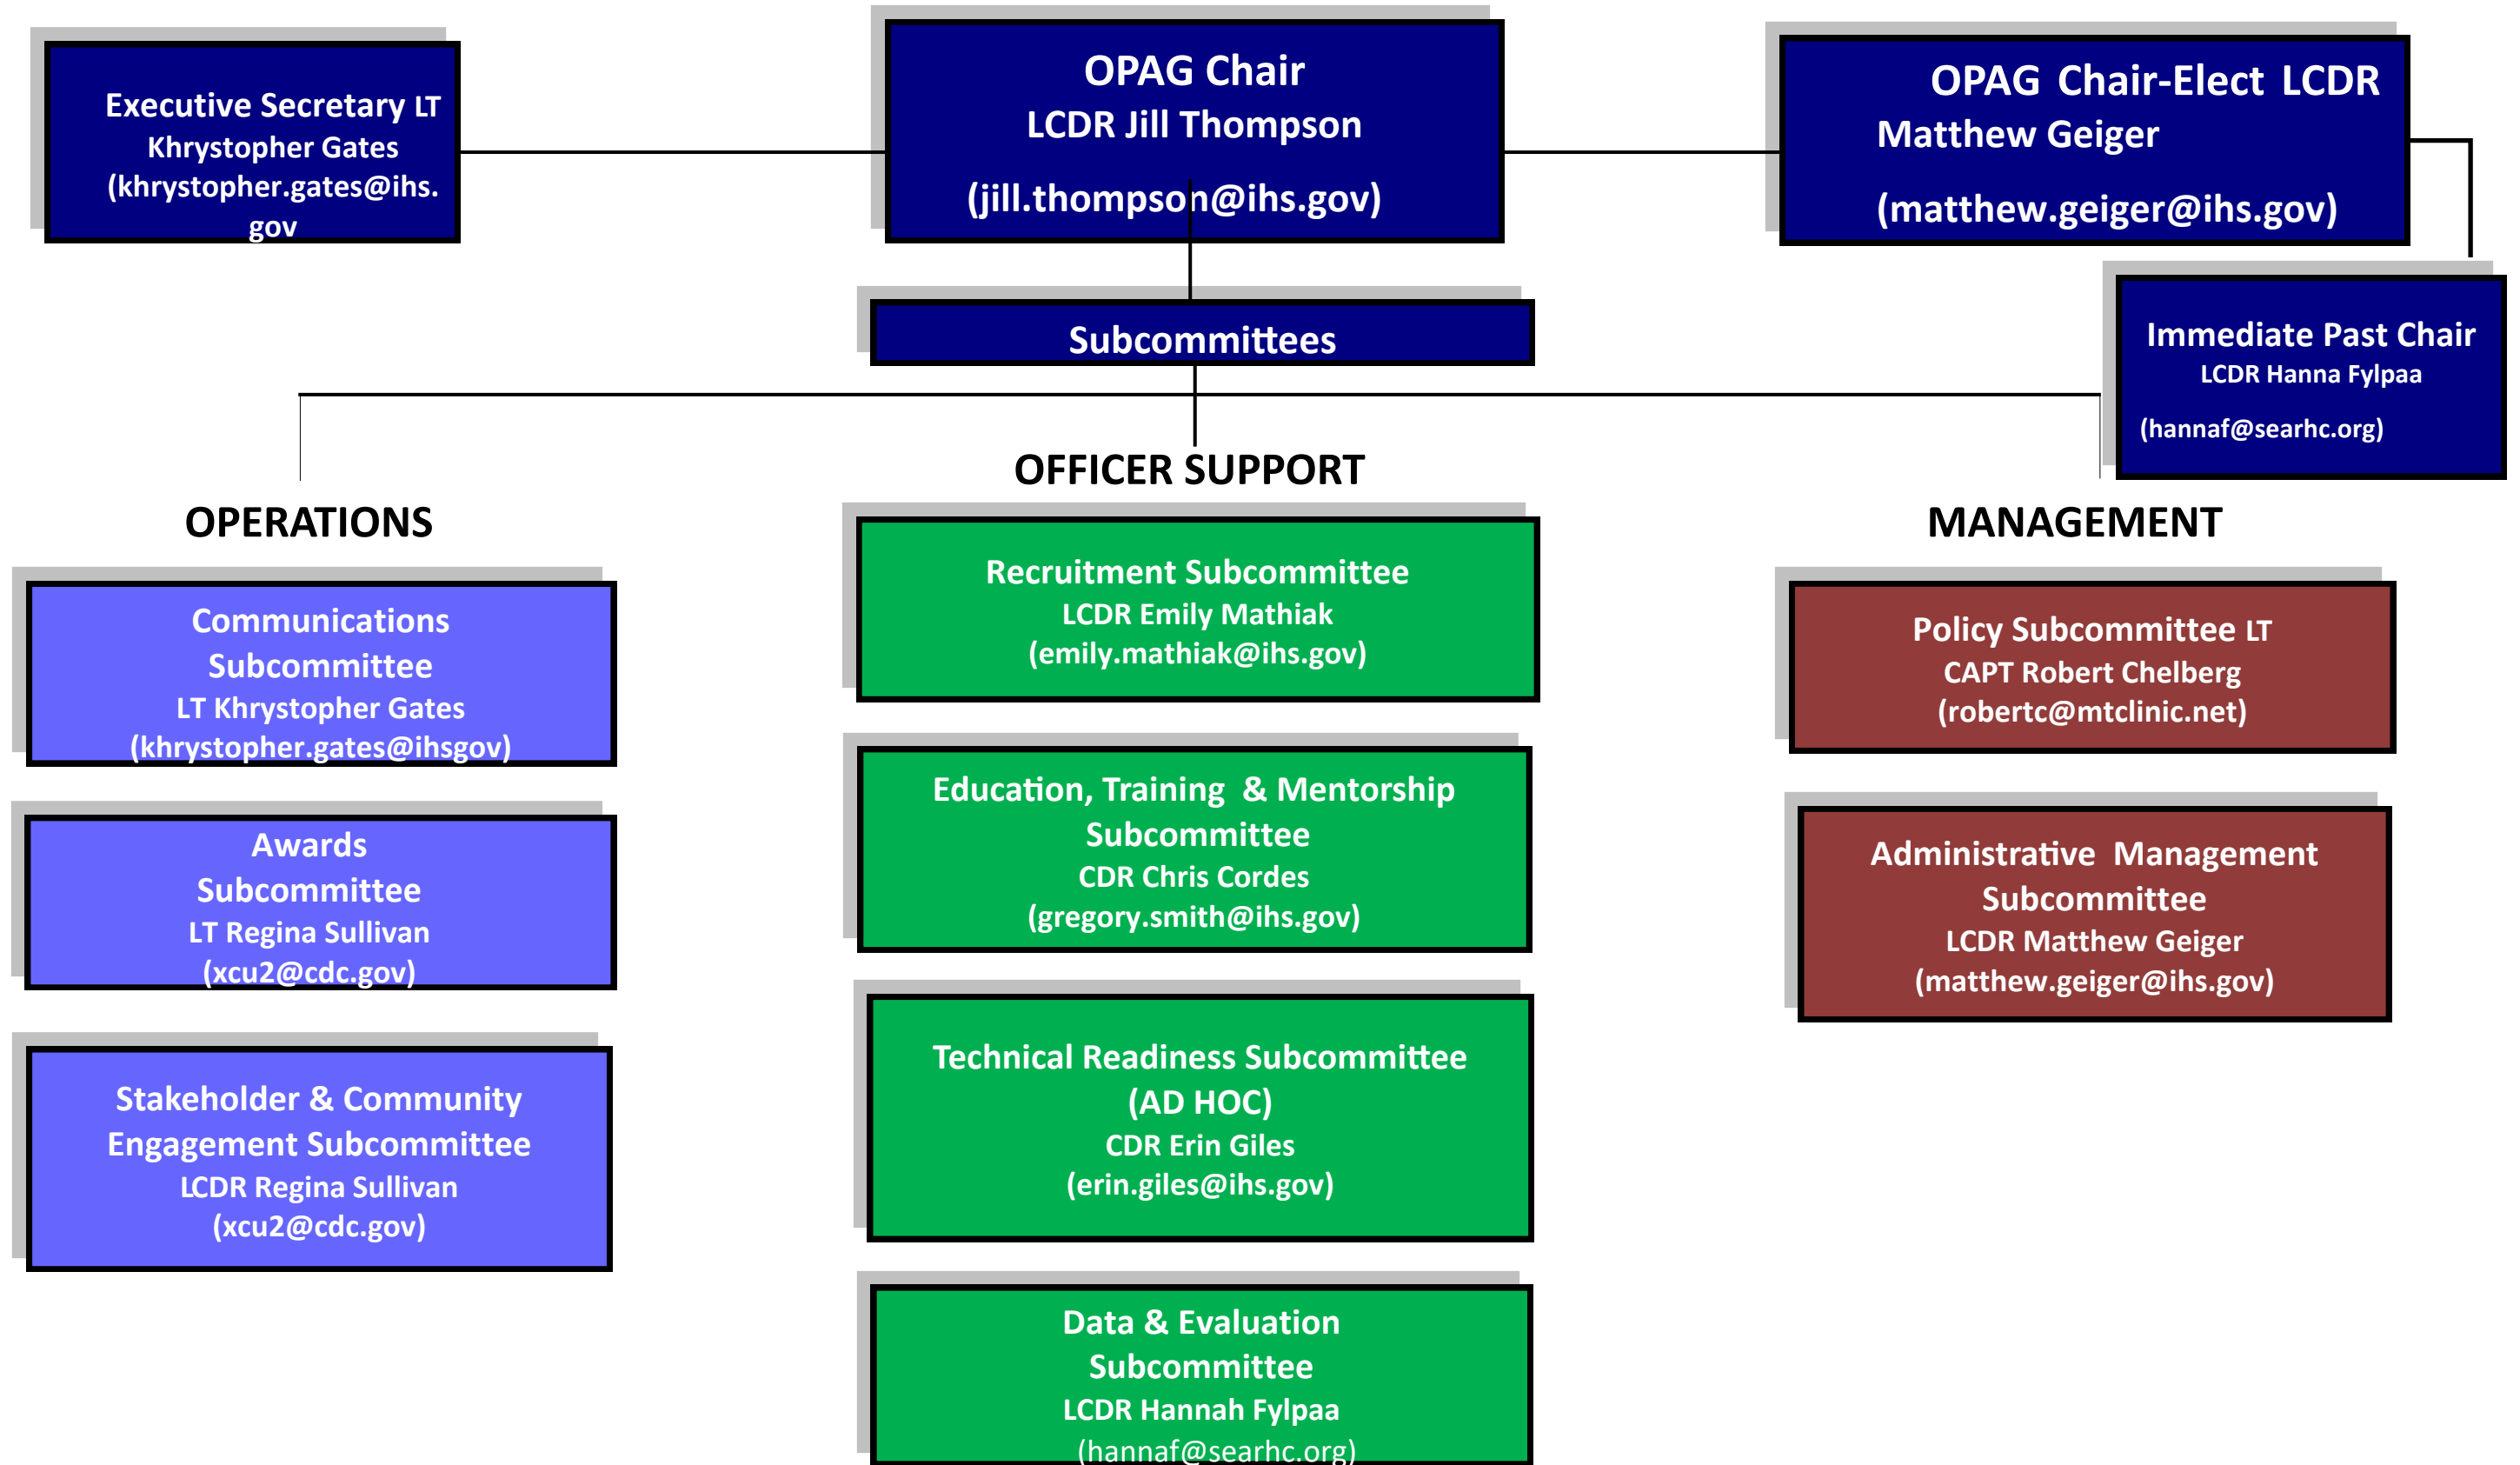 Executive Secretary LT
Khrystopher Gates
(khrystopher.gates@ihs.
gov
OPAG Chair
LCDR Jill Thompson
(jill.thompson@ihs.gov)
OPAG Chair-Elect LCDR
Matthew Geiger
(matthew.geiger@ihs.gov)
Immediate Past Chair
LCDR Hanna Fylpaa
(hannaf@searhc.org)
Subcommittees
OPERATIONS
Communications
Subcommittee
LT Khrystopher Gates
(khrystopher.gates@ihsgov)
Awards
Subcommittee
LT Regina Sullivan
(xcu2@cdc.gov)
Stakeholder & Community
Engagement Subcommittee
LCDR Regina Sullivan
(xcu2@cdc.gov)
OFFICER SUPPORT
Recruitment Subcommittee
LCDR Emily Mathiak
(emily.mathiak@ihs.gov)
Education, Training & Mentorship
Subcommittee
CDR Chris Cordes
(gregory.smith@ihs.gov)
Technical Readiness Subcommittee
(AD HOC)
CDR Erin Giles
(erin.giles@ihs.gov)
Data & Evaluation
Subcommittee
LCDR Hannah Fylpaa
(hannaf@searhc.org)
MANAGEMENT
Policy Subcommittee LT
CAPT Robert Chelberg
(robertc@mtclinic.net)
Administrative Management
Subcommittee
LCDR Matthew Geiger
(matthew.geiger@ihs.gov)